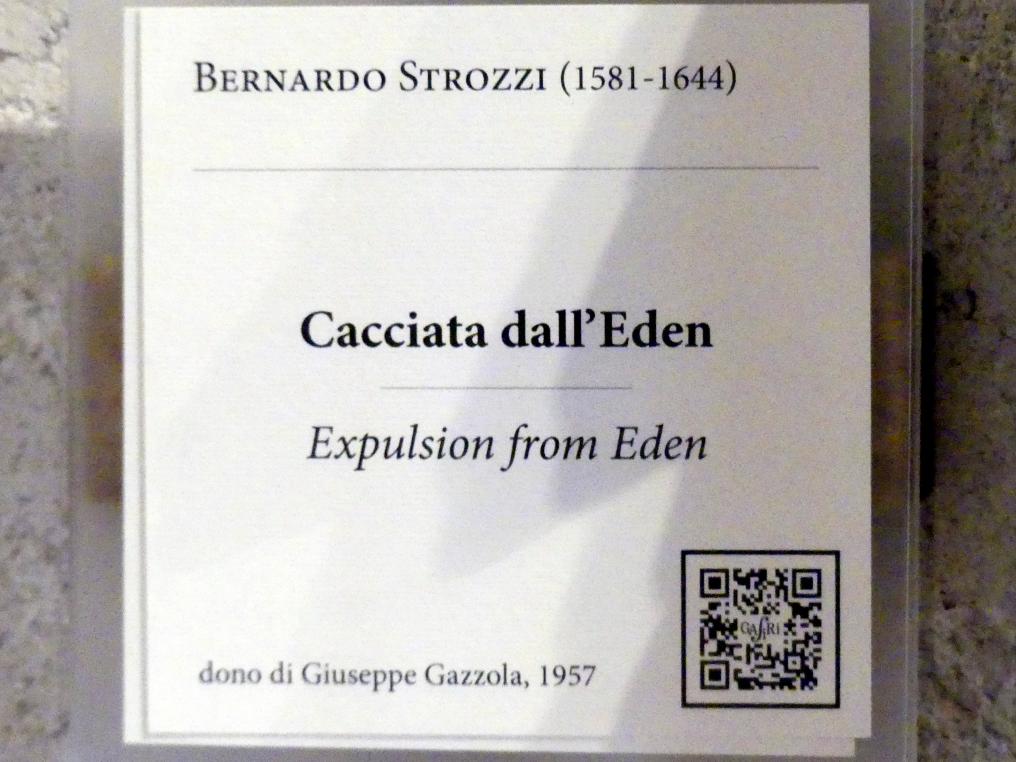 Bernardo Strozzi (1581-1644)
Cacciata dall’Eden
Expulsion from Eden
dono di Giuseppe Gazzola, 1957